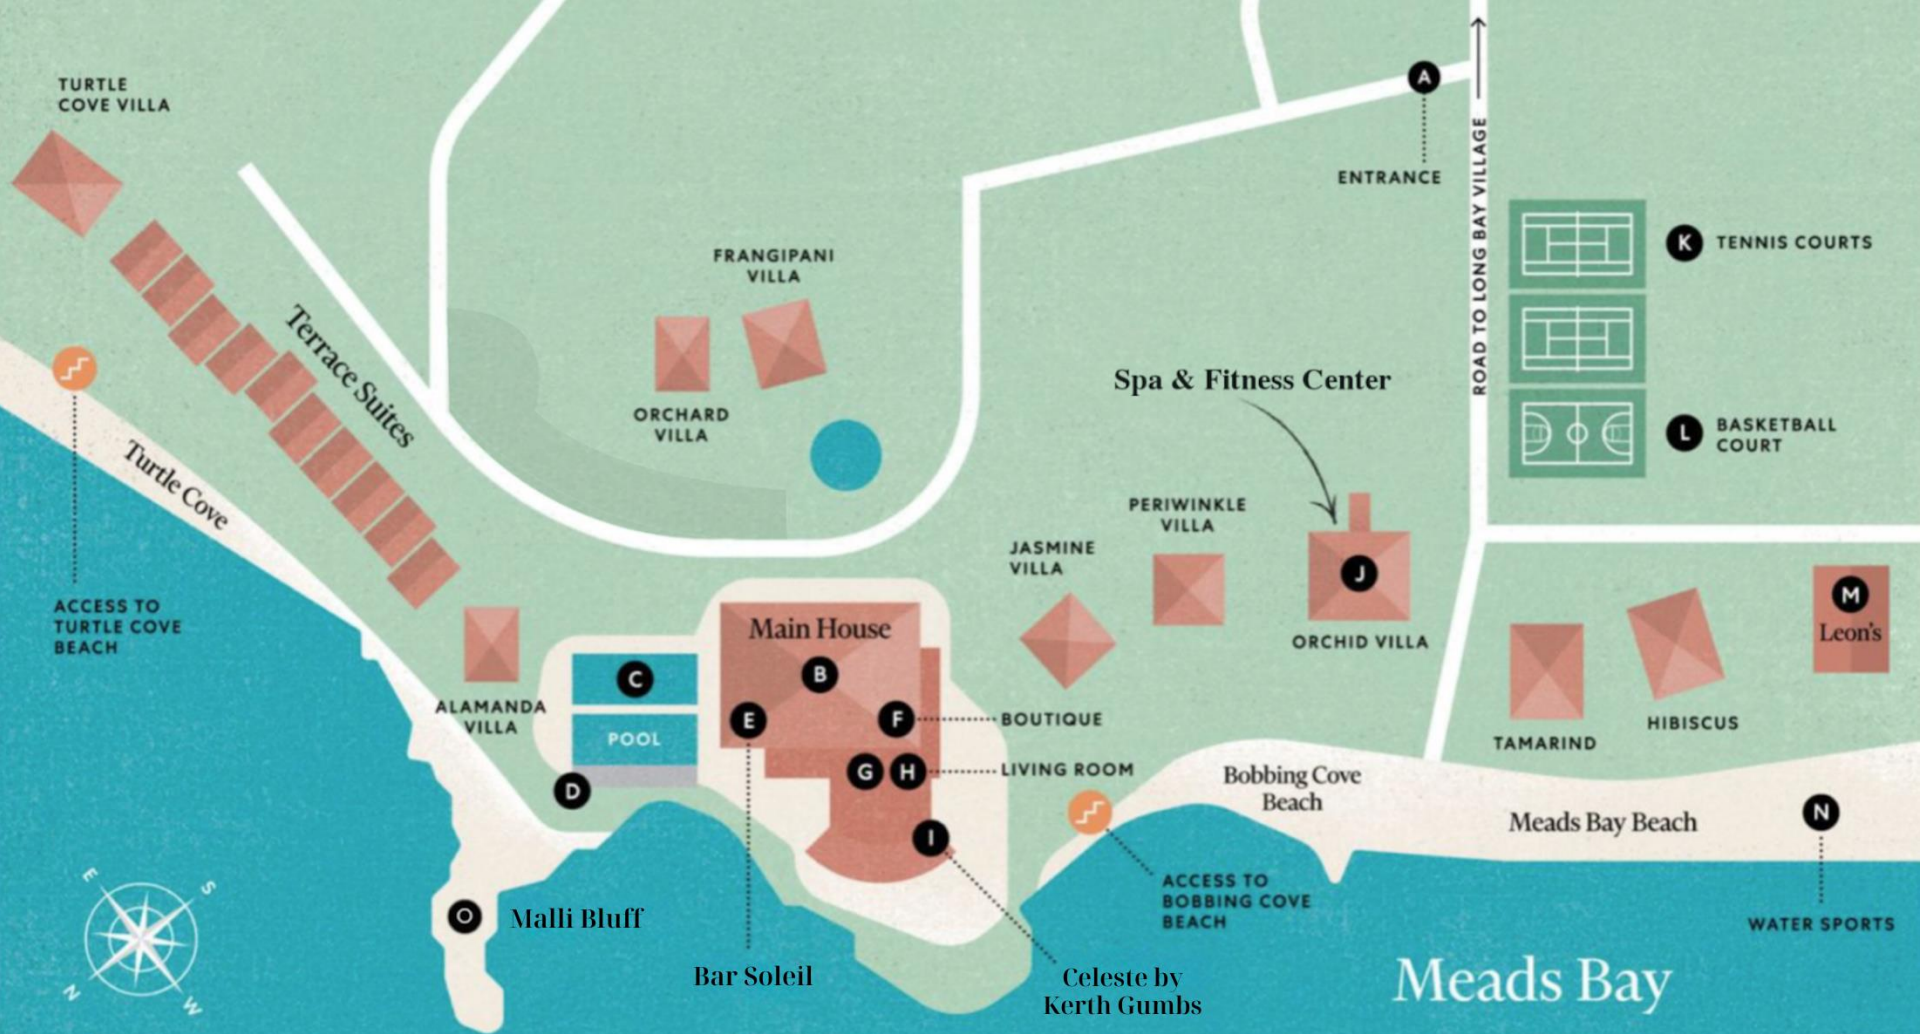 TURTLE
COVE VILLA
A
ENTRANCE
ROAD TO LONG BAY VILLAGE
K
TENNIS COURTS
FRANGIPANI
VILLA
Terrace Suites
ORCHARD
VILLA
Spa & Fitness Center
L
BASKETBALL
COURT
Turtle Cove
PERIWINKLE
VILLA
JASMINE
VILLA
J
ORCHID VILLA
ACCESS TO
TURTLE COVE
BEACH
M
Leon's
Main House
B
C
POOL
ALAMANDA
VILLA
E
F
BOUTIQUE
G
H
LIVING ROOM
D
I
TAMARIND
HIBISCUS
Bobbing Cove
Beach
Meads Bay Beach
N
WATER SPORTS
ACCESS TO
BOBBING COVE
BEACH
O
Malli Bluff
Bar Soleil
Celeste by
Kerth Gumbs
Meads Bay
E
S
N
W